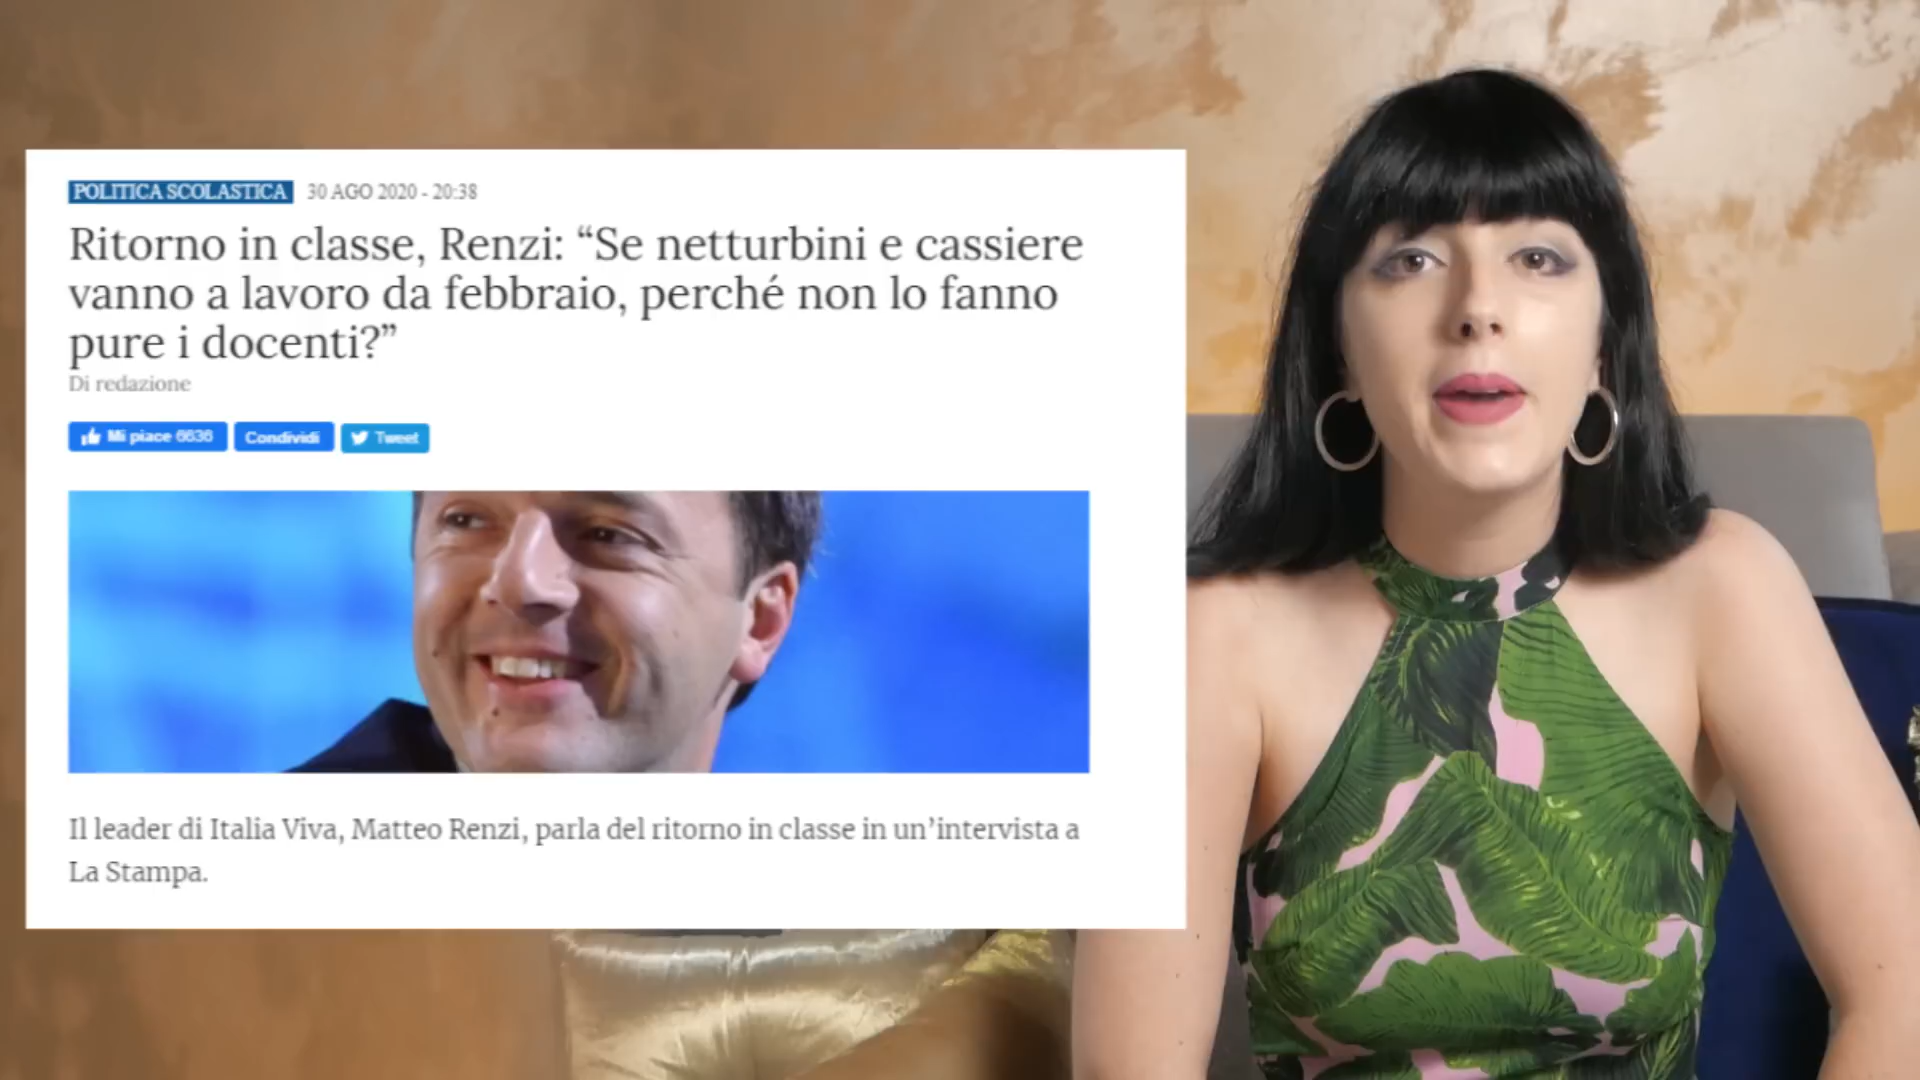 POLITICA SCOLASTICA 30 AGO 2020 - 20:38
Ritorno in classe, Renzi: “Se netturbini e cassiere
vanno a lavoro da febbraio, perché non lo fanno
pure i docenti?”
Di redazione
Mi piace 6636 Condividi Tweet
Il leader di Italia Viva, Matteo Renzi, parla del ritorno in classe in un’intervista a
La Stampa.